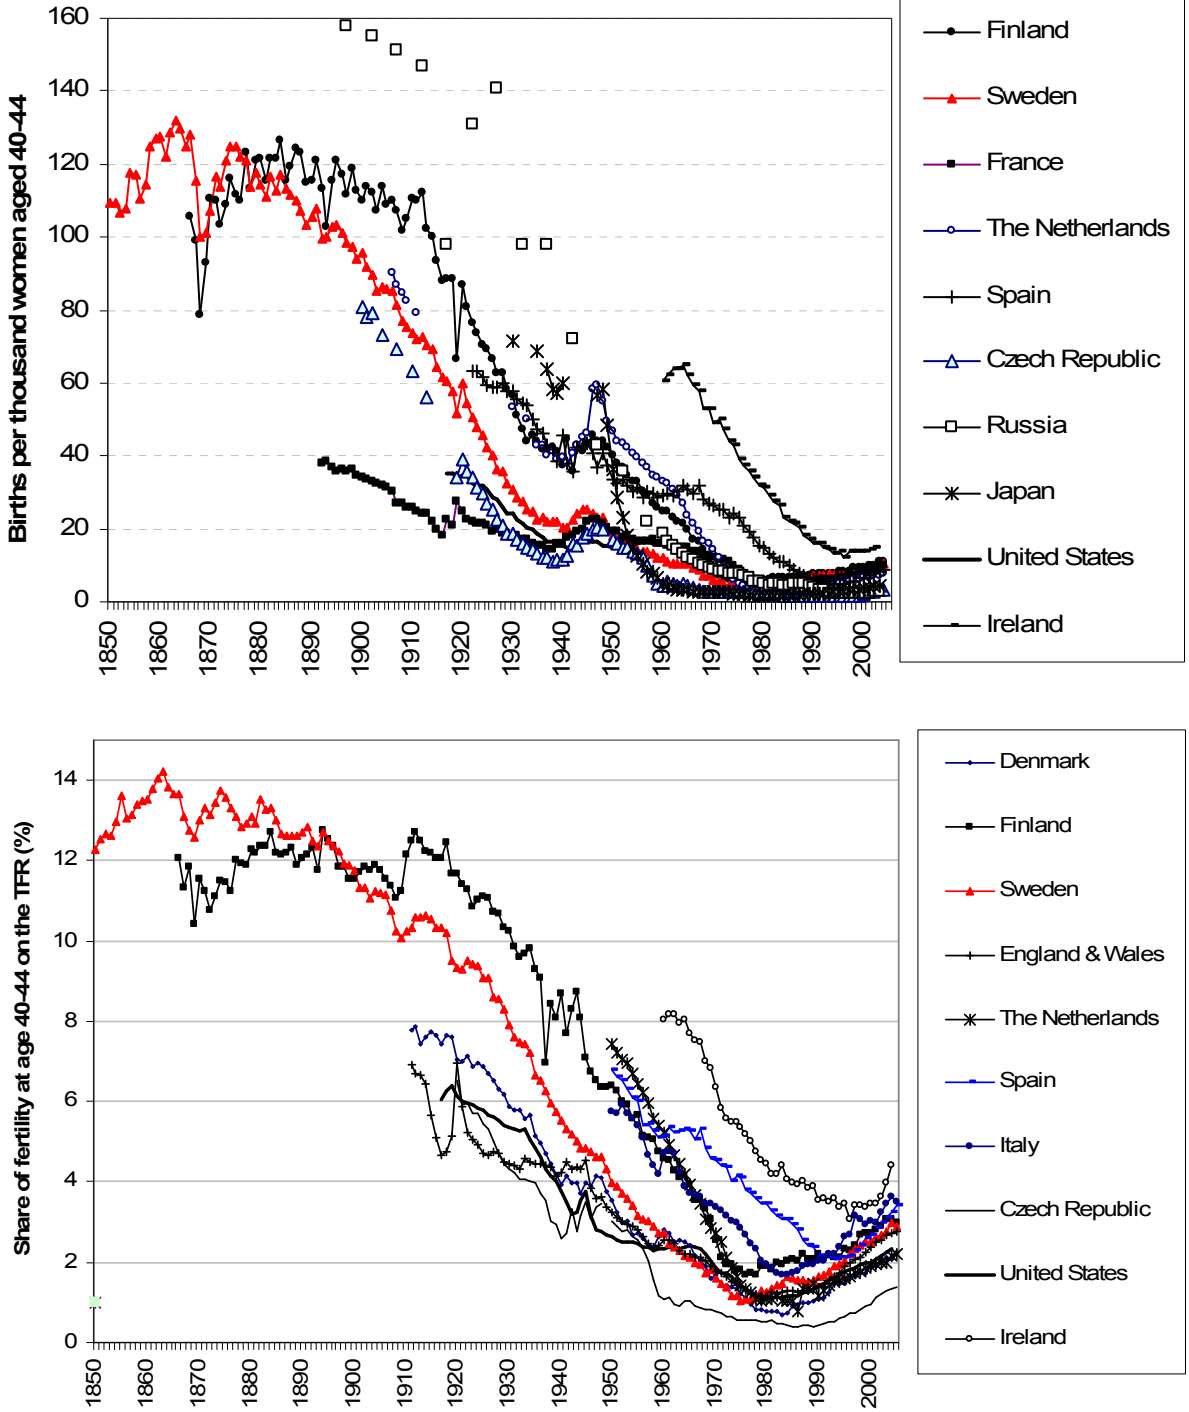 Births per thousand women aged 40-44
160
140
120
100
80
60
40
20
0
1850
1860
1870
1880
1890
1900
1910
1920
1930
1940
1950
1960
1970
1980
1990
2000
Finland
Sweden
France
The Netherlands
Spain
Czech Republic
Russia
Japan
United States
Ireland
Share of fertility at age 40-44 on the TFR (%)
14
12
10
8
6
4
2
0
1850
1860
1870
1880
1890
1900
1910
1920
1930
1940
1950
1960
1970
1980
1990
2000
Denmark
Finland
Sweden
England & Wales
The Netherlands
Spain
Italy
Czech Republic
United States
Ireland